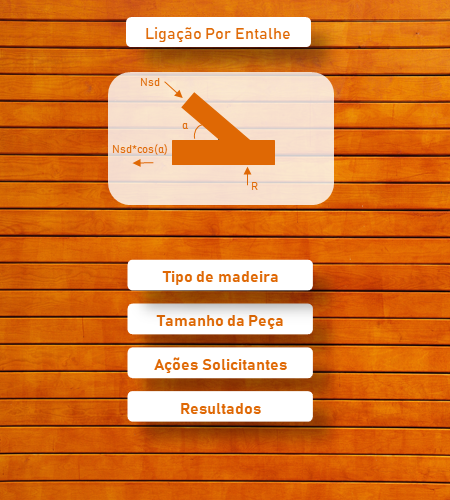 Ligação Por Entalhe
Nsd
α
Nsd*cos(α)
R
Tipo de madeira
Tamanho da Peça
Ações Solicitantes
Resultados